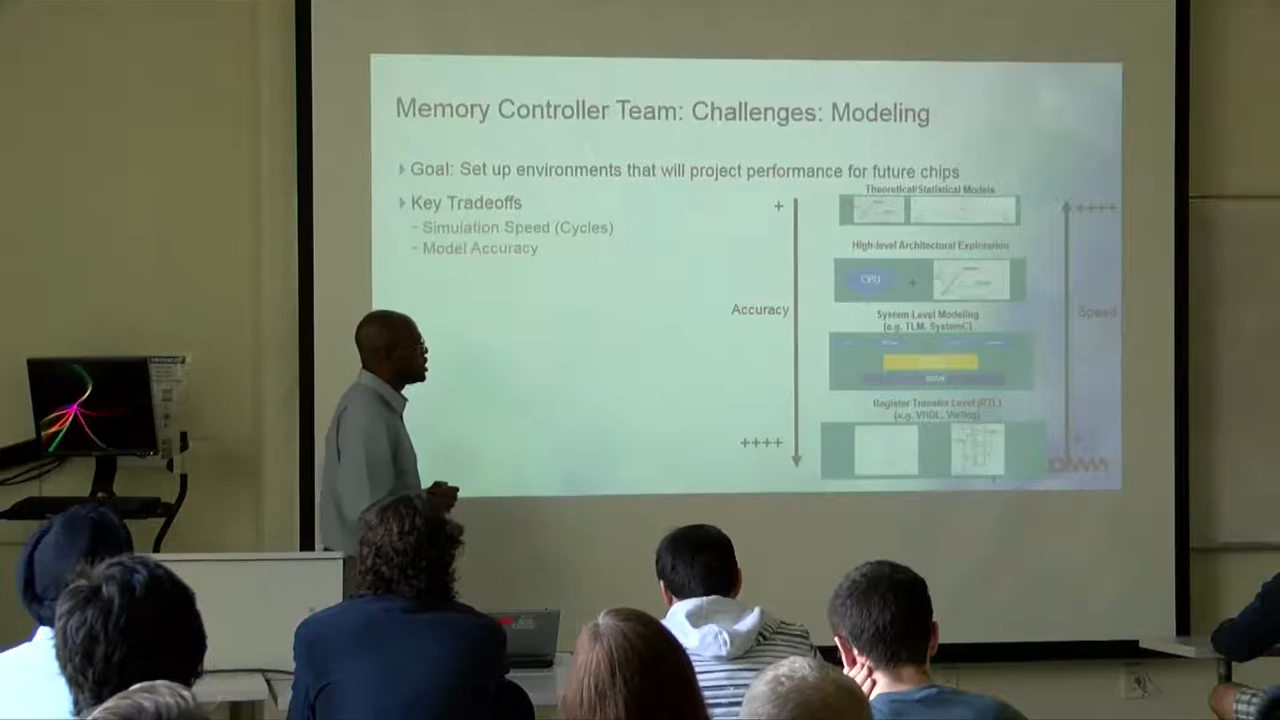 Memory Controller Team: Challenges: Modeling
Goal: Set up environments that will project performance for future chips
Key Tradeoffs
- Simulation Speed (Cycles)
- Model Accuracy
Theoretical/Statistical Models
+
++++
High-level Architectural Exploration
CPU
+
Accuracy
System Level Modeling
(e.g. TLM, SystemC)
Speed
Register Transfer Level (RTL)
(e.g. VHDL, Verilog)
++++